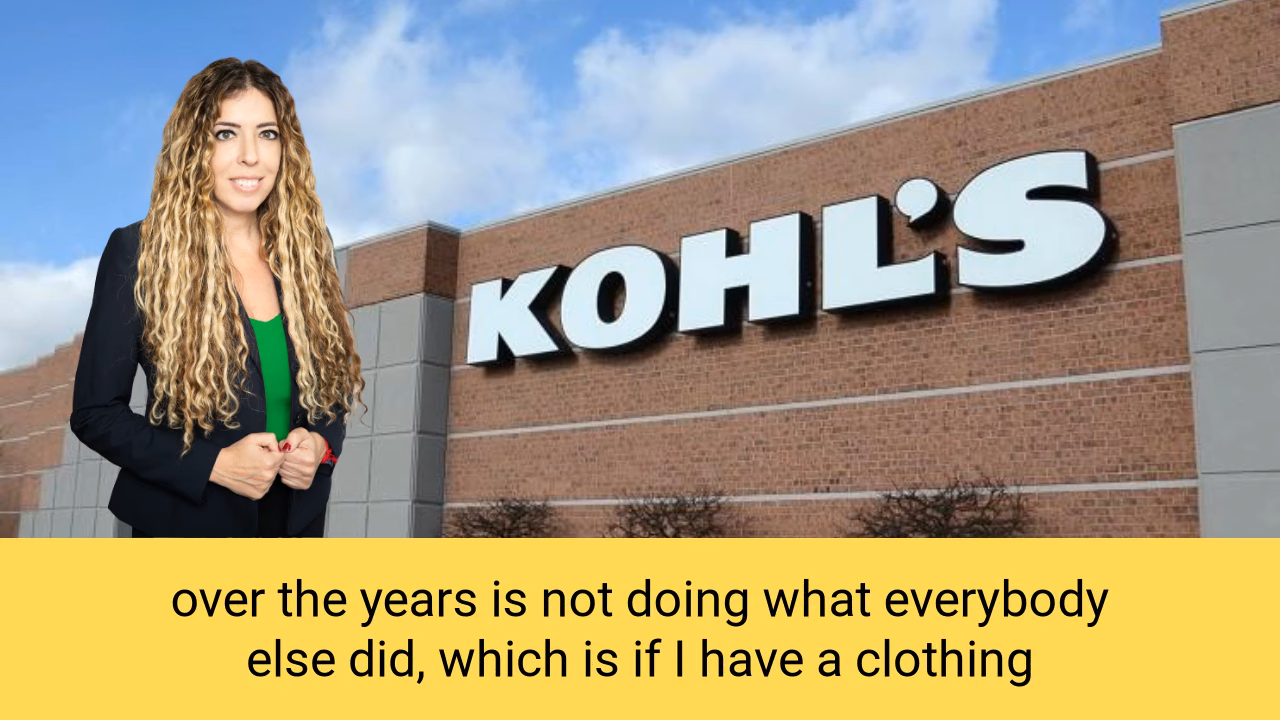 KOHL'S
over the years is not doing what everybody
else did, which is if I have a clothing